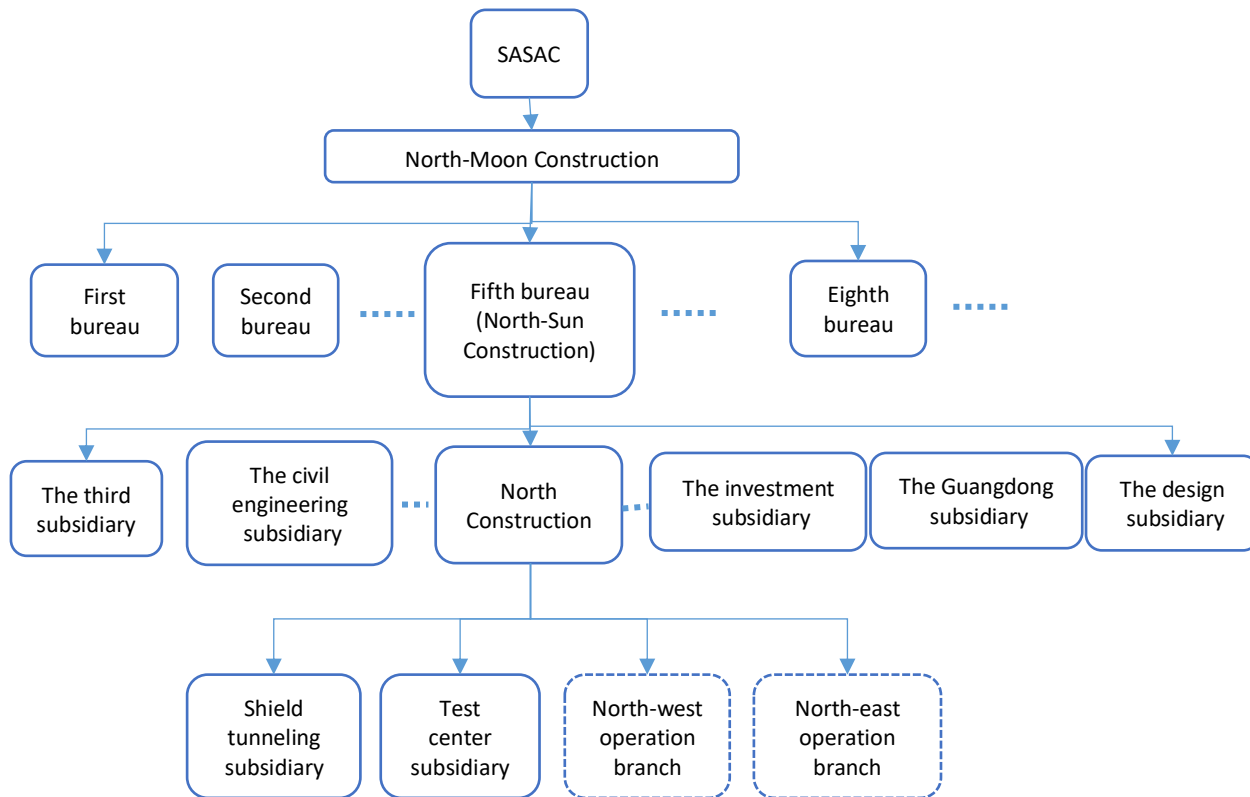 SASAC
North-Moon Construction
First
bureau
Second
bureau
Fifth bureau
(North-Sun
Construction)
Eighth
bureau
The third
subsidiary
The civil
engineering
subsidiary
North
Construction
The investment
subsidiary
The Guangdong
subsidiary
The design
subsidiary
Shield
tunneling
subsidiary
Test
center
subsidiary
North-west
operation
branch
North-east
operation
branch